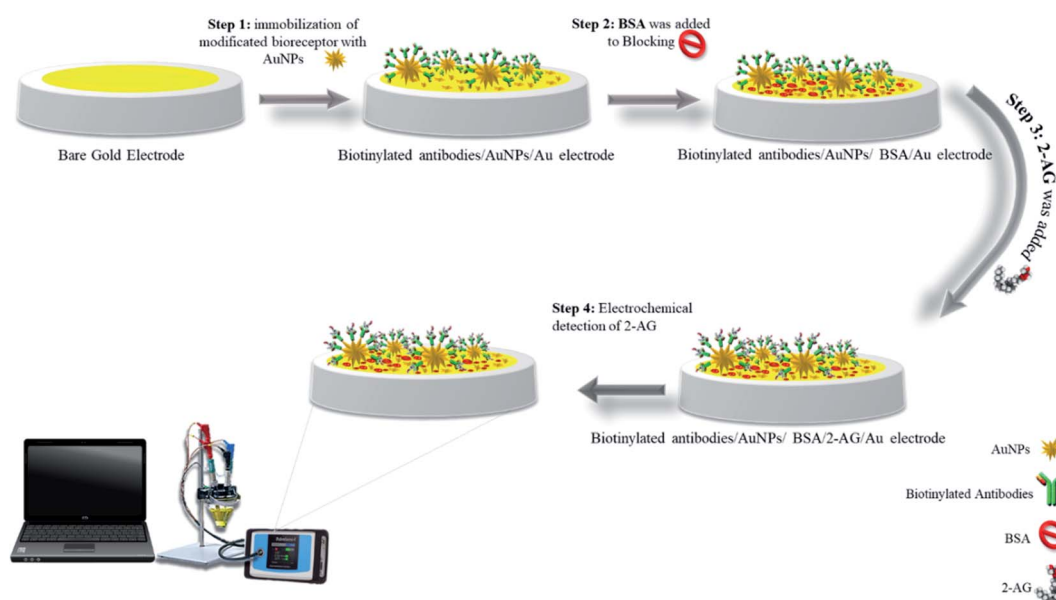 Step 1: immobilization of
modificated bioreceptor with
AuNPs
Step 2: BSA was added
to Blocking
Bare Gold Electrode
Biotinylated antibodies/AuNPs/Au electrode
Biotinylated antibodies/AuNPs/ BSA/Au electrode
Step 3: 2-AG was added
Step 4: Electrochemical
detection of 2-AG
Biotinylated antibodies/AuNPs/ BSA/2-AG/Au electrode
AuNPs
Biotinylated Antibodies
BSA
2-AG